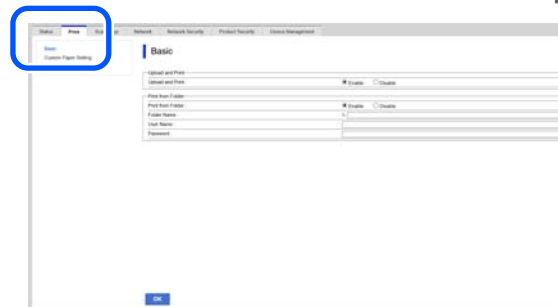 Status Print Network Network Security Product Security Device Management
Basic
Custom Paper Setting
Basic
Upload and Print
Upload and Print Enable Disable
Print from Folder
Print from Folder Enable Disable
Folder Name \\
User Name
Password
OK